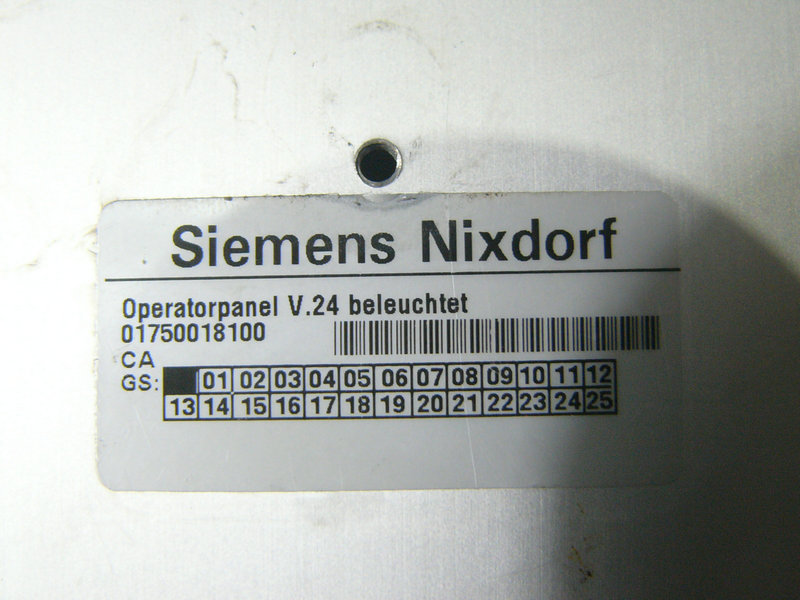 Siemens Nixdorf
Operatorpanel V.24 beleuchtet
01750018100
CA
GS: 01 02 03 04 05 06 07 08 09 10 11 12
13 14 15 16 17 18 19 20 21 22 23 24 25